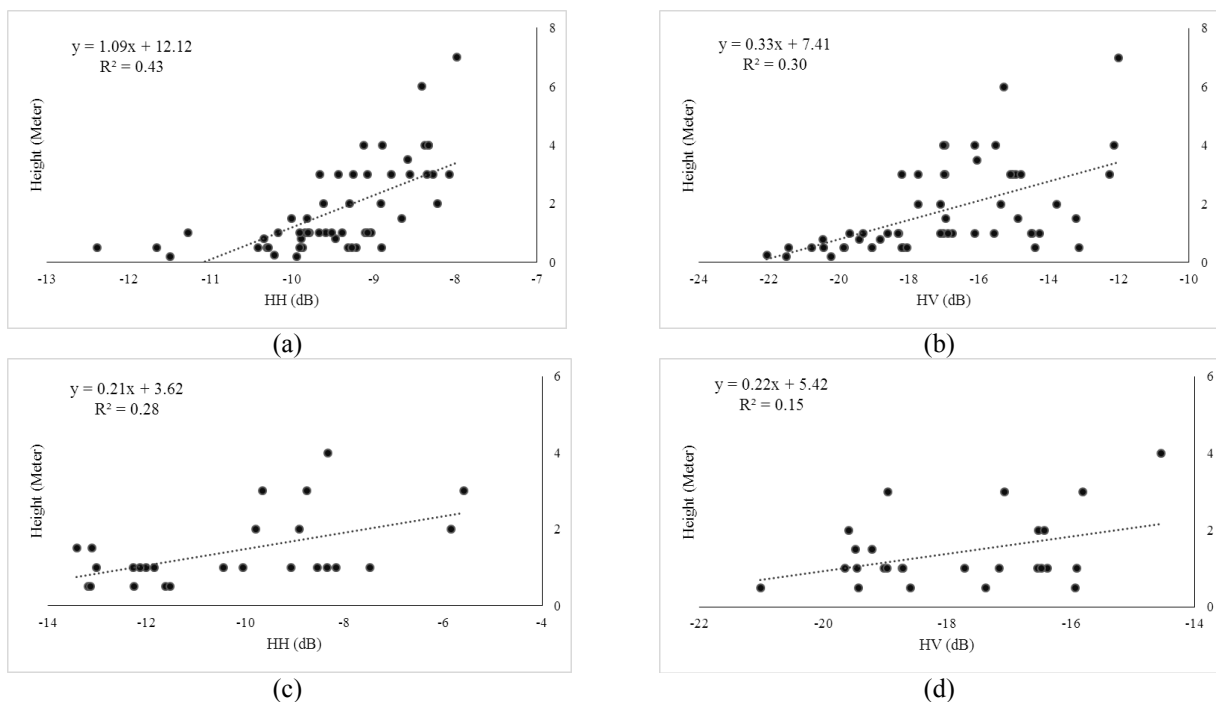 y = 1.09x + 12.12
R² = 0.43
Height (Meter)
8
6
4
2
0
-13 -12 -11 -10 -9 -8 -7
HH (dB)
(a)
y = 0.33x + 7.41
R² = 0.30
Height (Meter)
8
6
4
2
0
-24 -22 -20 -18 -16 -14 -12 -10
HV (dB)
(b)
y = 0.21x + 3.62
R² = 0.28
Height (Meter)
6
4
2
0
-14 -12 -10 -8 -6 -4
HH (dB)
(c)
y = 0.22x + 5.42
R² = 0.15
Height (Meter)
6
4
2
0
-22 -20 -18 -16 -14
HV (dB)
(d)